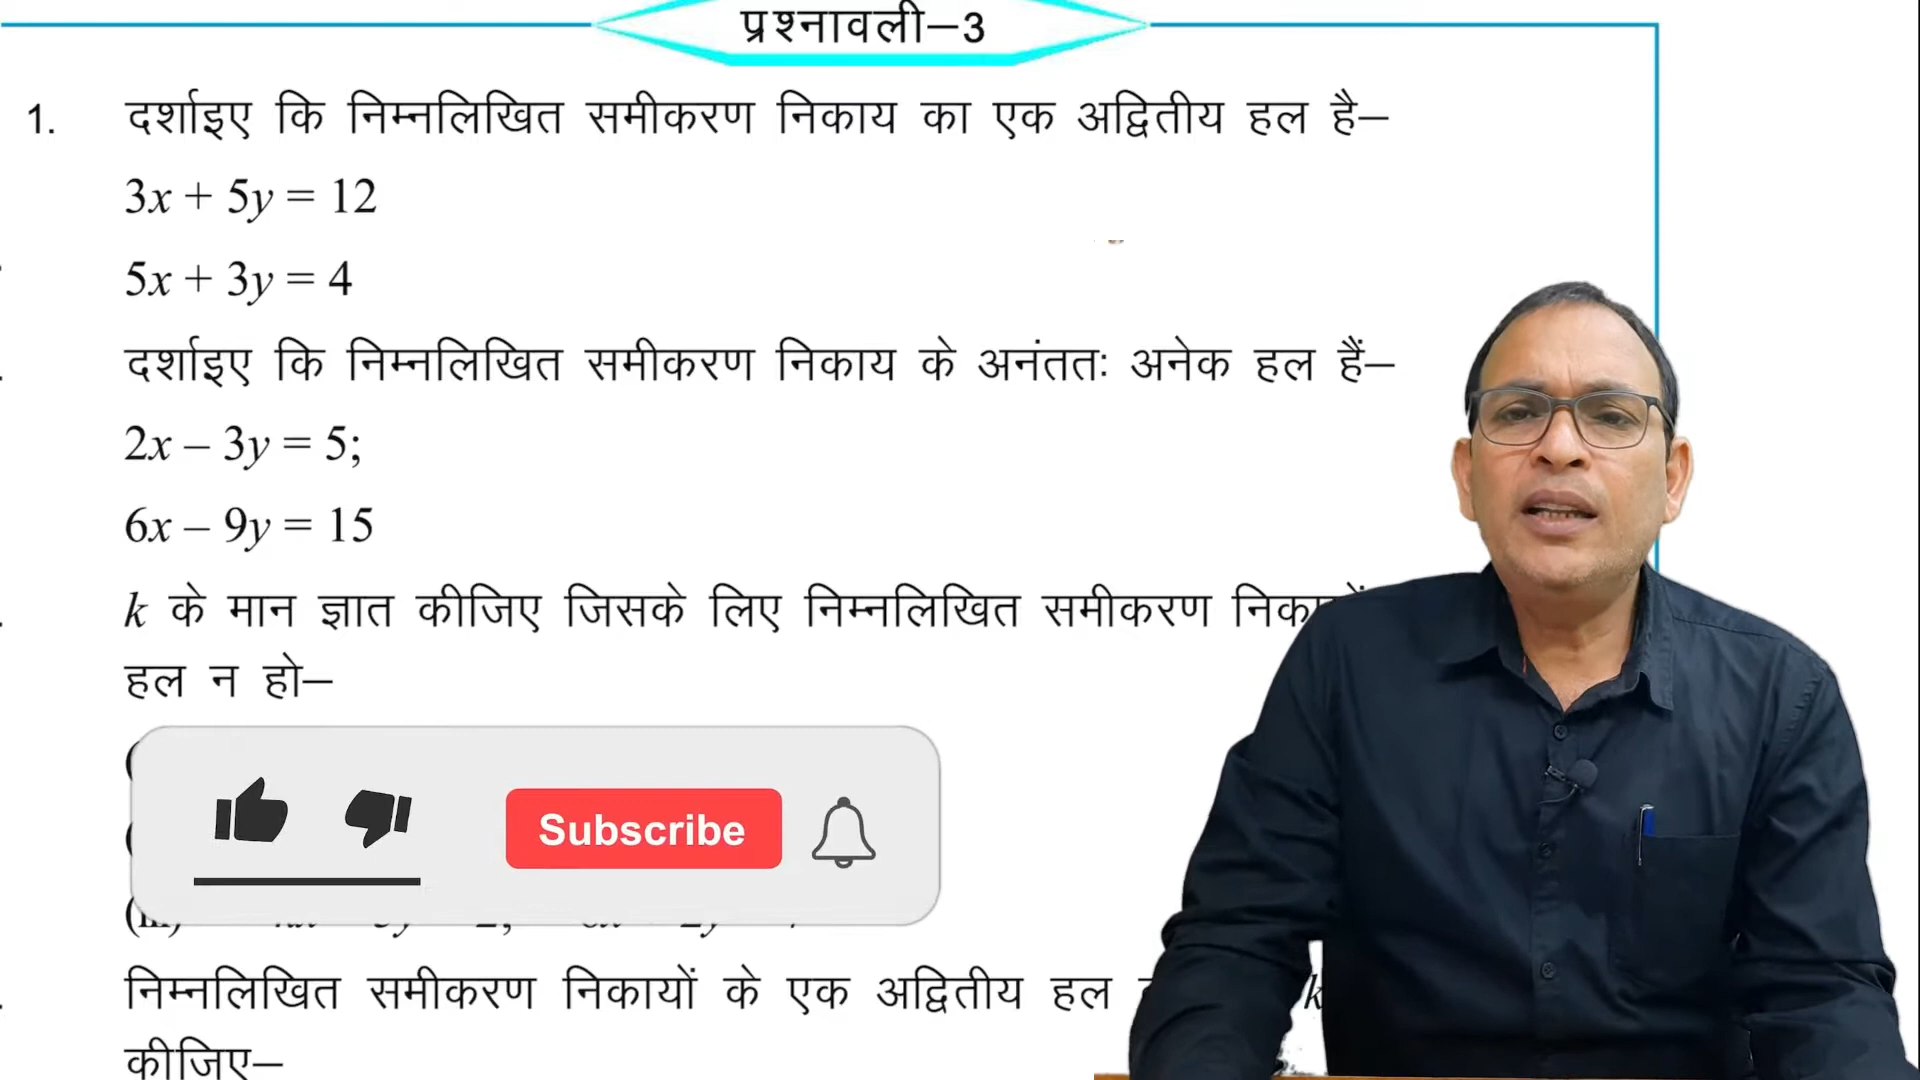 प्रश्नावली–3
1. दर्शाइए कि निम्नलिखित समीकरण निकाय का एक अद्वितीय हल है–
3x + 5y = 12
5x + 3y = 4
दर्शाइए कि निम्नलिखित समीकरण निकाय के अनंततः अनेक हल हैं–
2x – 3y = 5;
6x – 9y = 15
k के मान ज्ञात कीजिए जिसके लिए निम्नलिखित समीकरण
हल न हो–
Subscribe
निम्नलिखित समीकरण निकायों के एक अद्वितीय हल k
कीजिए–